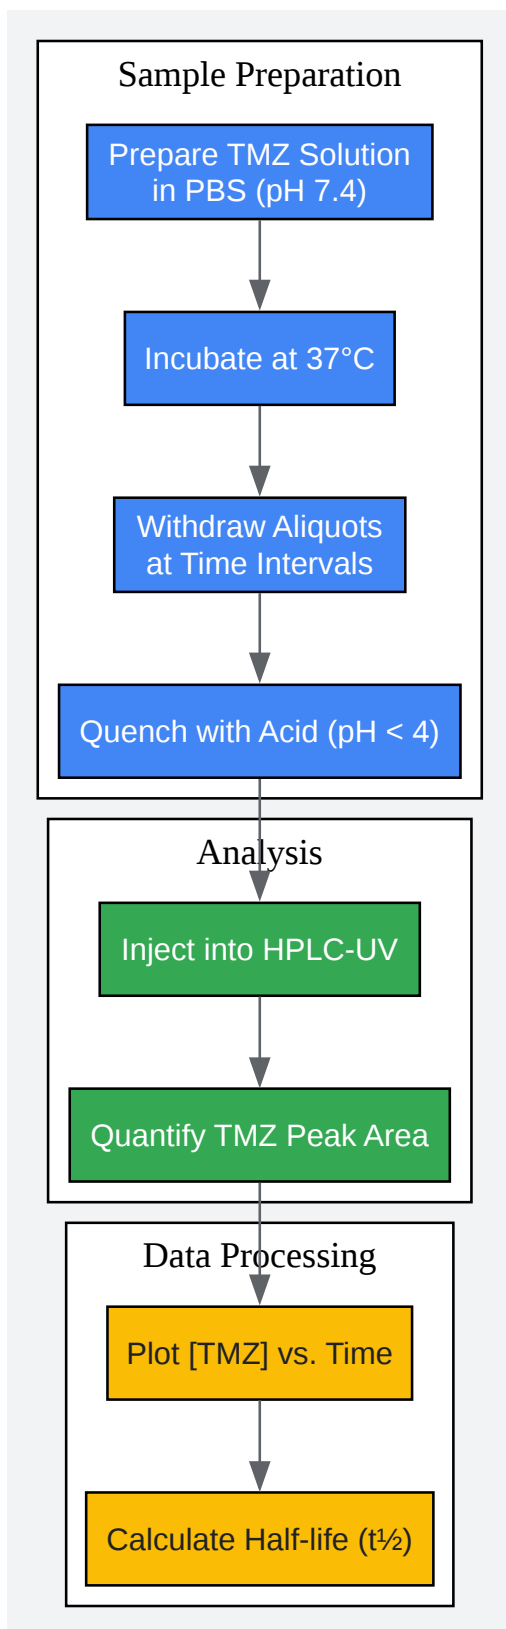 Sample Preparation
Prepare TMZ Solution
in PBS (pH 7.4)
Incubate at 37°C
Withdraw Aliquots
at Time Intervals
Quench with Acid (pH < 4)
Analysis
Inject into HPLC-UV
Quantify TMZ Peak Area
Data Processing
Plot [TMZ] vs. Time
Calculate Half-life (t½)